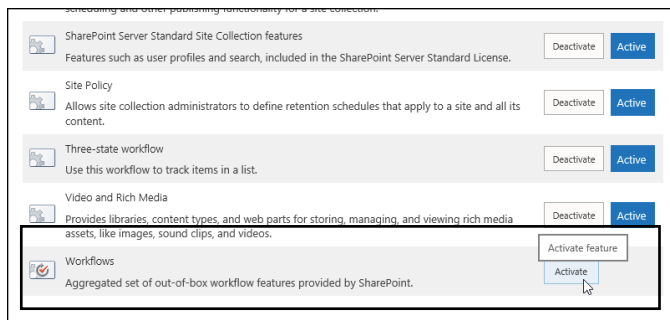 scheduling and other publishing functionality for a site collection.
SharePoint Server Standard Site Collection features
Features such as user profiles and search, included in the SharePoint Server Standard License.
Deactivate
Active
Site Policy
Allows site collection administrators to define retention schedules that apply to a site and all its
content.
Deactivate
Active
Three-state workflow
Use this workflow to track items in a list.
Deactivate
Active
Video and Rich Media
Provides libraries, content types, and web parts for storing, managing, and viewing rich media
assets, like images, sound clips, and videos.
Deactivate
Active
Activate feature
Workflows
Aggregated set of out-of-box workflow features provided by SharePoint.
Activate